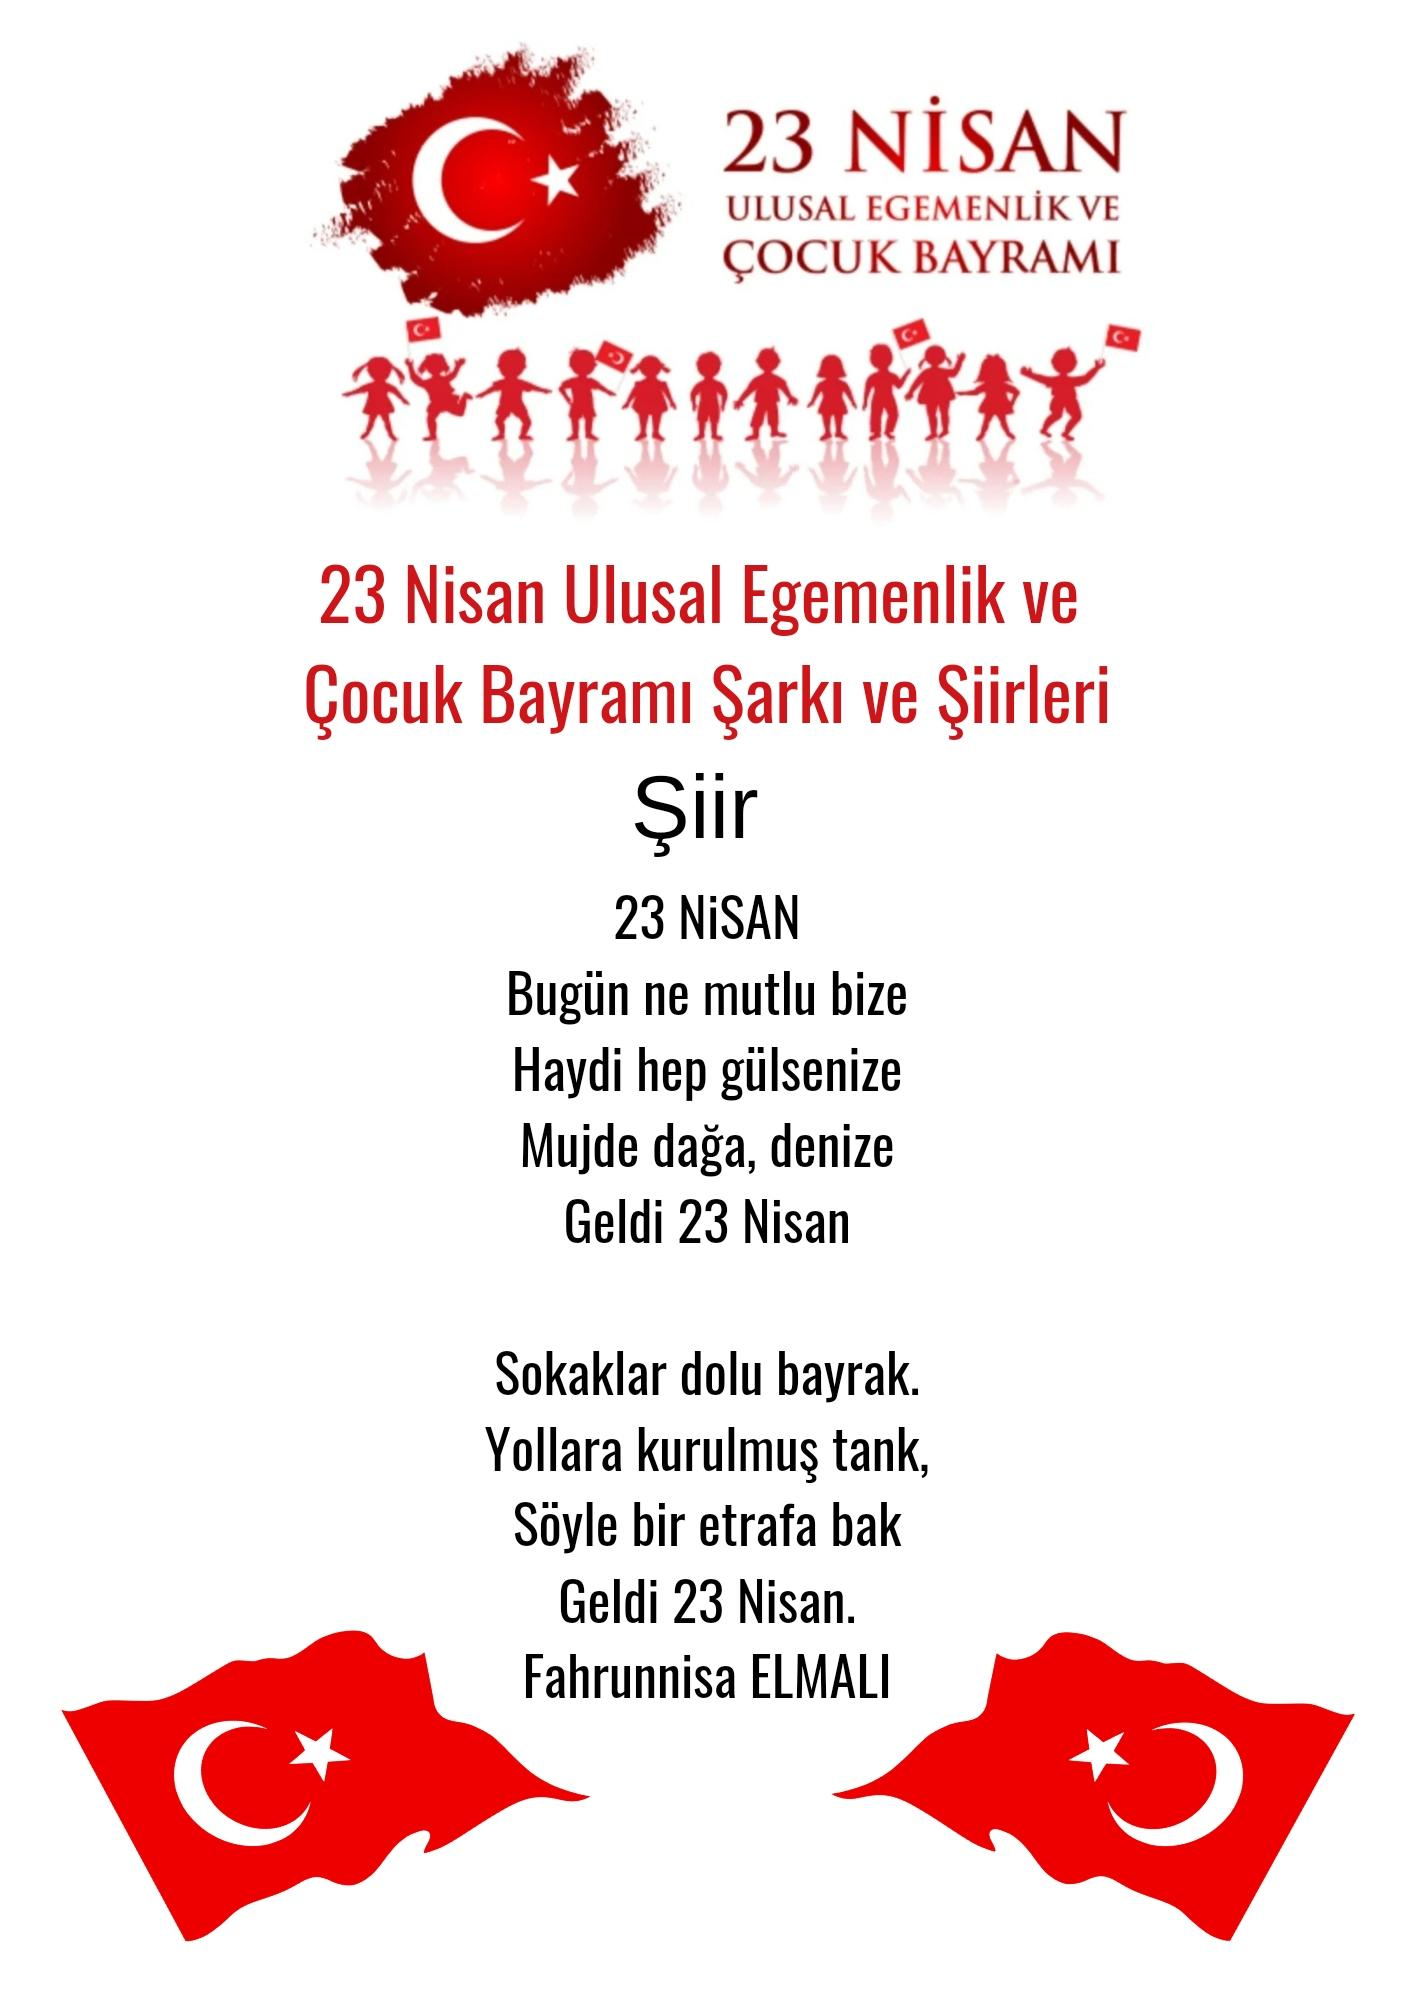 23 NİSAN
ULUSAL EGEMENLİK VE
ÇOCUK BAYRAMI
23 Nisan Ulusal Egemenlik ve
Çocuk Bayramı Şarkı ve Şiirleri
Şiir
23 NiSAN
Bugün ne mutlu bize
Haydi hep gülsenize
Mujde dağa, denize
Geldi 23 Nisan
Sokaklar dolu bayrak.
Yollara kurulmuş tank,
Söyle bir etrafa bak
Geldi 23 Nisan.
Fahrunnisa ELMALI